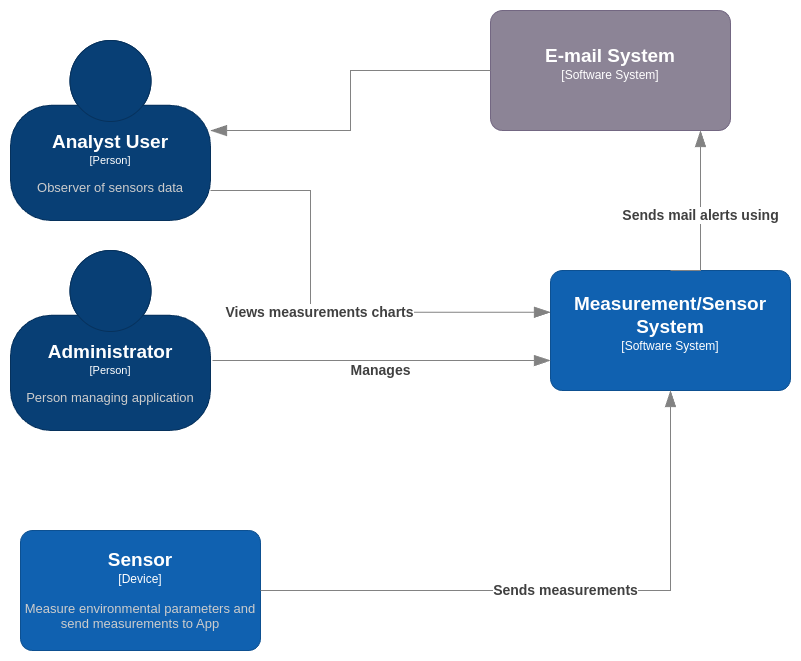 E-mail System
[Software System]
Analyst User
[Person]
Observer of sensors data
Sends mail alerts using
Views measurements charts
Measurement/Sensor
System
[Software System]
Administrator
[Person]
Person managing application
Manages
Sensor
[Device]
Measure environmental parameters and
send measurements to App
Sends measurements